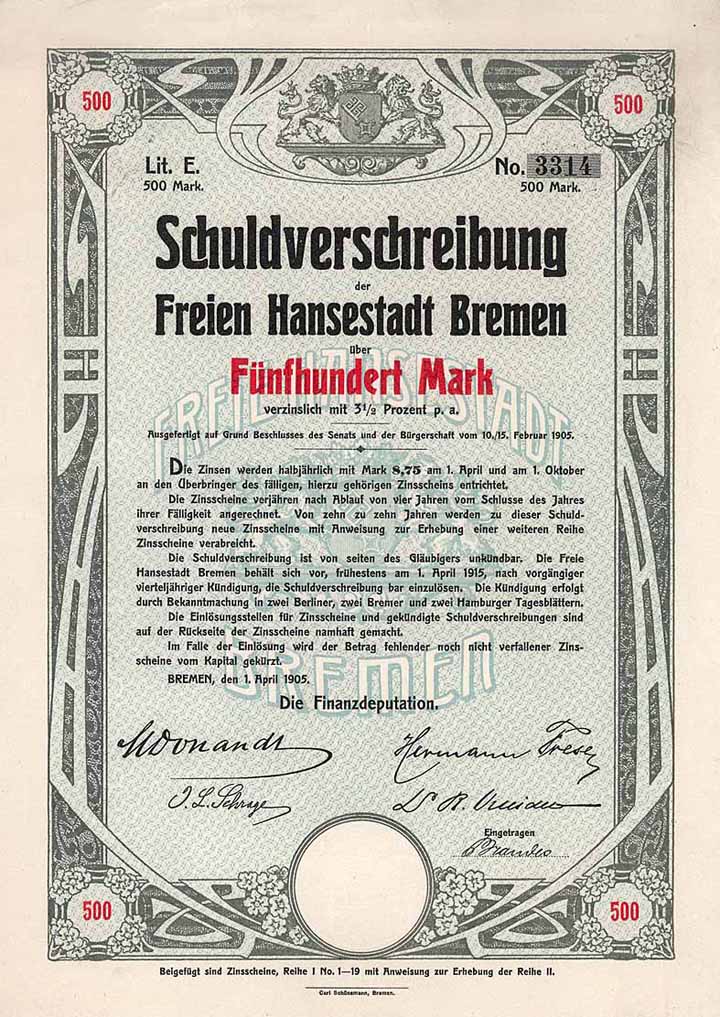 500
500
Lit. E.
500 Mark.
No. 3314
500 Mark.
Schuldverschreibung
der
Freien Hansestadt Bremen
über
Fünfhundert Mark
verzinslich mit 3½ Prozent p. a.
Ausgefertigt auf Grund Beschlusses des Senats und der Bürgerschaft vom 10./15. Februar 1905.
Die Zinsen werden halbjährlich mit Mark 8,75 am 1. April und am 1. Oktober
an den Überbringer des fälligen, hierzu gehörigen Zinsscheins entrichtet.
Die Zinsscheine verjähren nach Ablauf von vier Jahren vom Schlusse des Jahres
ihrer Fälligkeit angerechnet. Von zehn zu zehn Jahren werden zu dieser Schuld-
verschreibung neue Zinsscheine mit Anweisung zur Erhebung einer weiteren Reihe
Zinsscheine verabreicht.
Die Schuldverschreibung ist von seiten des Gläubigers unkündbar. Die Freie
Hansestadt Bremen behält sich vor, frühestens am 1. April 1915, nach vorgängiger
vierteljähriger Kündigung, die Schuldverschreibung bar einzulösen. Die Kündigung erfolgt
durch Bekanntmachung in zwei Berliner, zwei Bremer und zwei Hamburger Tagesblättern.
Die Einlösungsstellen für Zinsscheine und gekündigte Schuldverschreibungen sind
auf der Rückseite der Zinsscheine namhaft gemacht.
Im Falle der Einlösung wird der Betrag fehlender noch nicht verfallener Zins-
scheine vom Kapital gekürzt.
BREMEN, den 1. April 1905.
FREIE HANSESTADT
BREMEN
Die Finanzdeputation.
MDonandt
Hermann Frese
J. L. Schrage
Dr. R.
Eingetragen
Brandes
500
500
Beigefügt sind Zinsscheine, Reihe I No. 1—19 mit Anweisung zur Erhebung der Reihe II.
Carl Schünemann, Bremen.